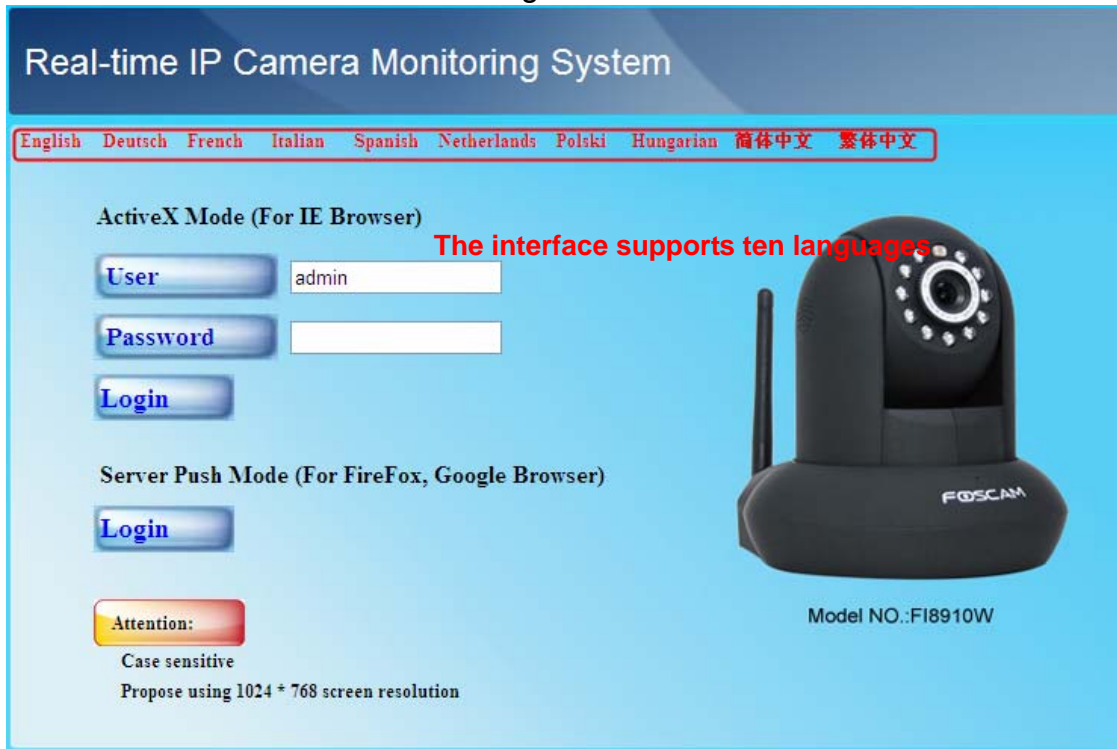 Real-time IP Camera Monitoring System
English Deutsch French Italian Spanish Netherlands Polski Hungarian 简体中文 繁体中文
ActiveX Mode (For IE Browser)
The interface supports ten languages
User admin
Password
Login
Server Push Mode (For FireFox, Google Browser)
Login
FOSCAM
Attention:
Model NO.:FI8910W
Case sensitive
Propose using 1024 * 768 screen resolution